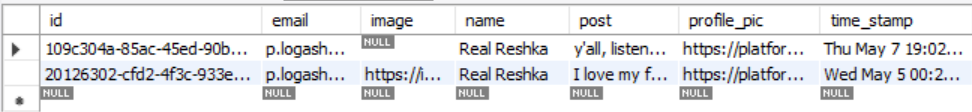 id email image name post profile_pic time_stamp
109c304a-85ac-45ed-90b... p.logash... NULL Real Reshka y'all, listen... https://platfor... Thu May 7 19:02...
20126302-cfd2-4f3c-933e... p.logash... https://i... Real Reshka I love my f... https://platfor... Wed May 5 00:2...
NULL NULL NULL NULL NULL NULL NULL